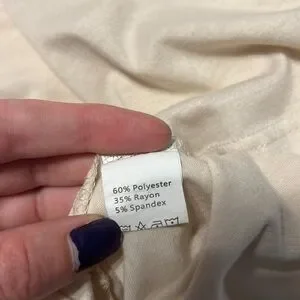 60% Polyester
35% Rayon
5% Spandex